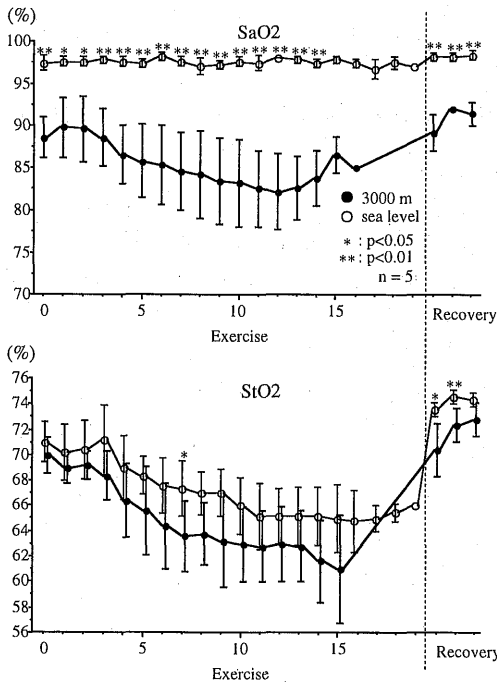 (%)
SaO2
100
** * * ** ** * ** ** ** ** ** ** ** ** ** ** ** **
95
90
85
80
75
70
3000 m
sea level
* : p<0.05
** : p<0.01
n = 5
0 5 10 15 Recovery
Exercise
(%)
StO2
76
74
72
70
68
66
64
62
60
58
56
* * **
0 5 10 15 Recovery
Exercise